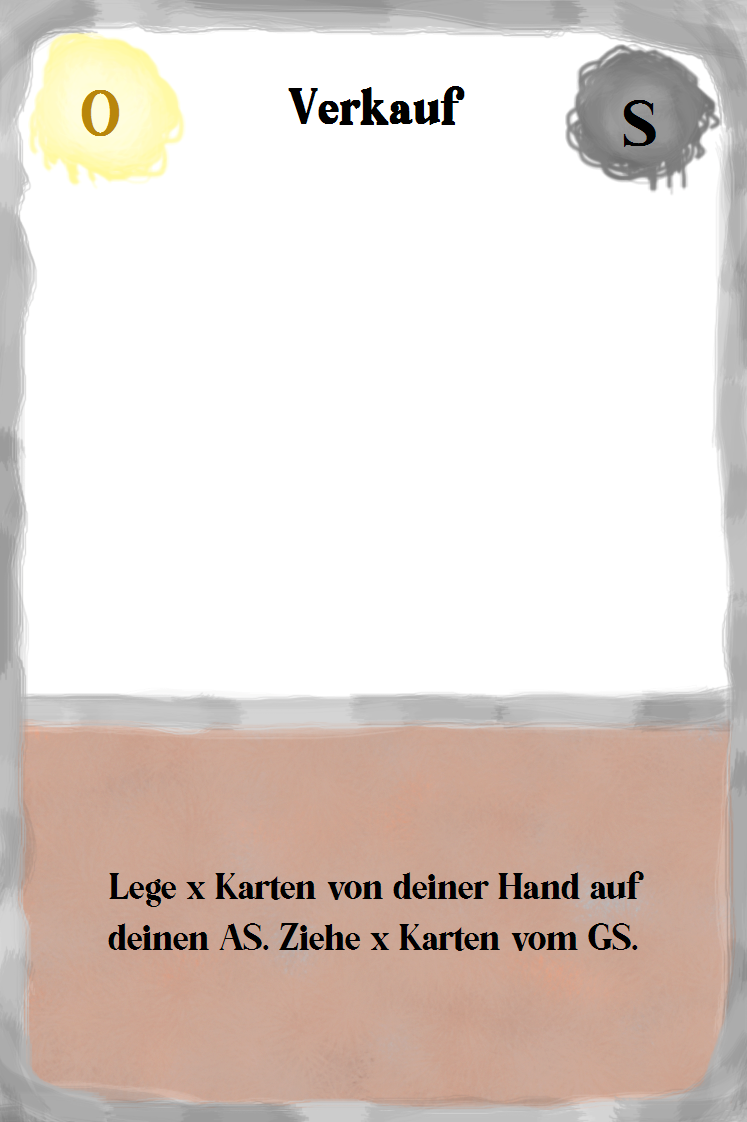 0
Verkauf
S
Lege x Karten von deiner Hand auf
deinen AS. Ziehe x Karten vom GS.